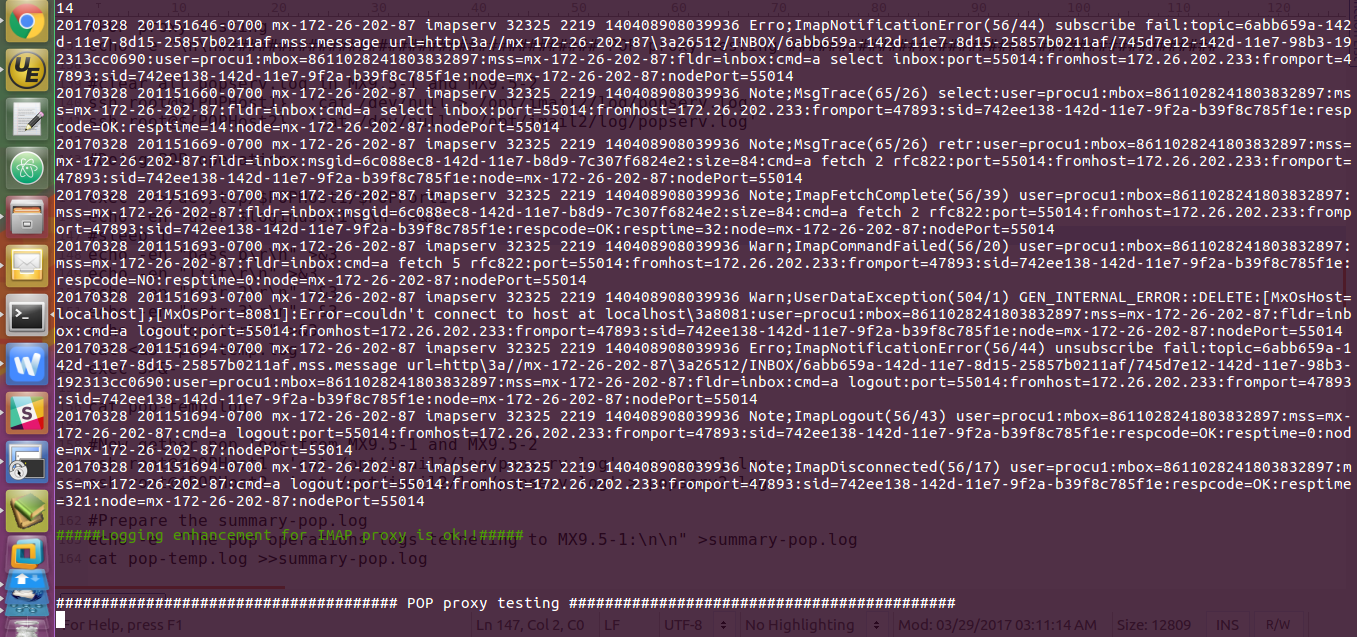 14
20170328 201151646-0700 mx-172-26-202-87 imapserv 32325 2219 140408908039936 Erro;ImapNotificationError(56/44) subscribe fail:topic=6abb659a-142
d-11e7-8d15-25857b0211af.mss.message url=http\3a//mx-172-26-202-87\3a26512/INBOX/6abb659a-142d-11e7-8d15-25857b0211af/745d7e12-142d-11e7-98b3-19
2313cc0690:user=procu1:mbox=8611028241803832897:mss=mx-172-26-202-87:fldr=inbox:cmd=a select inbox:port=55014:fromhost=172.26.202.233:fromport=4
7893:sid=742ee138-142d-11e7-9f2a-b39f8c785f1e:node=mx-172-26-202-87:nodePort=55014
20170328 201151660-0700 mx-172-26-202-87 imapserv 32325 2219 140408908039936 Note;MsgTrace(65/26) select:user=procu1:mbox=8611028241803832897:ms
s=mx-172-26-202-87:fldr=inbox:cmd=a select inbox:port=55014:fromhost=172.26.202.233:fromport=47893:sid=742ee138-142d-11e7-9f2a-b39f8c785f1e:resp
code=OK:resptime=14:node=mx-172-26-202-87:nodePort=55014
20170328 201151669-0700 mx-172-26-202-87 imapserv 32325 2219 140408908039936 Note;MsgTrace(65/26) retr:user=procu1:mbox=8611028241803832897:mss=
mx-172-26-202-87:fldr=inbox:msgid=6c088ec8-142d-11e7-b8d9-7c307f6824e2:size=84:cmd=a fetch 2 rfc822:port=55014:fromhost=172.26.202.233:fromport=
47893:sid=742ee138-142d-11e7-9f2a-b39f8c785f1e:node=mx-172-26-202-87:nodePort=55014
20170328 201151693-0700 mx-172-26-202-87 imapserv 32325 2219 140408908039936 Note;ImapFetchComplete(56/39) user=procu1:mbox=8611028241803832897:
mss=mx-172-26-202-87:fldr=inbox:msgid=6c088ec8-142d-11e7-b8d9-7c307f6824e2:size=84:cmd=a fetch 2 rfc822:port=55014:fromhost=172.26.202.233:fromp
ort=47893:sid=742ee138-142d-11e7-9f2a-b39f8c785f1e:respcode=OK:resptime=32:node=mx-172-26-202-87:nodePort=55014
20170328 201151693-0700 mx-172-26-202-87 imapserv 32325 2219 140408908039936 Warn;ImapCommandFailed(56/20) user=procu1:mbox=8611028241803832897:
mss=mx-172-26-202-87:fldr=inbox:cmd=a fetch 5 rfc822:port=55014:fromhost=172.26.202.233:fromport=47893:sid=742ee138-142d-11e7-9f2a-b39f8c785f1e:
respcode=NO:resptime=0:node=mx-172-26-202-87:nodePort=55014
20170328 201151693-0700 mx-172-26-202-87 imapserv 32325 2219 140408908039936 Warn;UserDataException(504/1) GEN_INTERNAL_ERROR::DELETE:[MxOsHost=
localhost],[MxOsPort=8081]:Error=couldn't connect to host at localhost\3a8081:user=procu1:mbox=8611028241803832897:mss=mx-172-26-202-87:fldr=inb
ox:cmd=a logout:port=55014:fromhost=172.26.202.233:fromport=47893:sid=742ee138-142d-11e7-9f2a-b39f8c785f1e:node=mx-172-26-202-87:nodePort=55014
20170328 201151694-0700 mx-172-26-202-87 imapserv 32325 2219 140408908039936 Erro;ImapNotificationError(56/44) unsubscribe fail:topic=6abb659a-1
42d-11e7-8d15-25857b0211af.mss.message url=http\3a//mx-172-26-202-87\3a26512/INBOX/6abb659a-142d-11e7-8d15-25857b0211af/745d7e12-142d-11e7-98b3-
192313cc0690:user=procu1:mbox=8611028241803832897:mss=mx-172-26-202-87:fldr=inbox:cmd=a logout:port=55014:fromhost=172.26.202.233:fromport=47893
:sid=742ee138-142d-11e7-9f2a-b39f8c785f1e:node=mx-172-26-202-87:nodePort=55014
20170328 201151694-0700 mx-172-26-202-87 imapserv 32325 2219 140408908039936 Note;ImapLogout(56/43) user=procu1:mbox=8611028241803832897:mss=mx-
172-26-202-87:cmd=a logout:port=55014:fromhost=172.26.202.233:fromport=47893:sid=742ee138-142d-11e7-9f2a-b39f8c785f1e:respcode=OK:resptime=0:nod
e=mx-172-26-202-87:nodePort=55014
20170328 201151694-0700 mx-172-26-202-87 imapserv 32325 2219 140408908039936 Note;ImapDisconnected(56/17) user=procu1:mbox=8611028241803832897:m
ss=mx-172-26-202-87:cmd=a logout:port=55014:fromhost=172.26.202.233:fromport=47893:sid=742ee138-142d-11e7-9f2a-b39f8c785f1e:respcode=OK:resptime
=321:node=mx-172-26-202-87:nodePort=55014
162 #Prepare the summary-pop.log
#####Logging enhancement for IMAP proxy is ok!!#####
logs telneting to MX9.5-1:\n\n" >summary-pop.log
164 cat pop-temp.log >>summary-pop.log
###################################### POP proxy testing ###########################################
For Help, press F1 Ln 147, Col 2, C0 LF UTF-8 No Highlighting Mod: 03/29/2017 03:11:14 AM Size: 12809 INS R/W